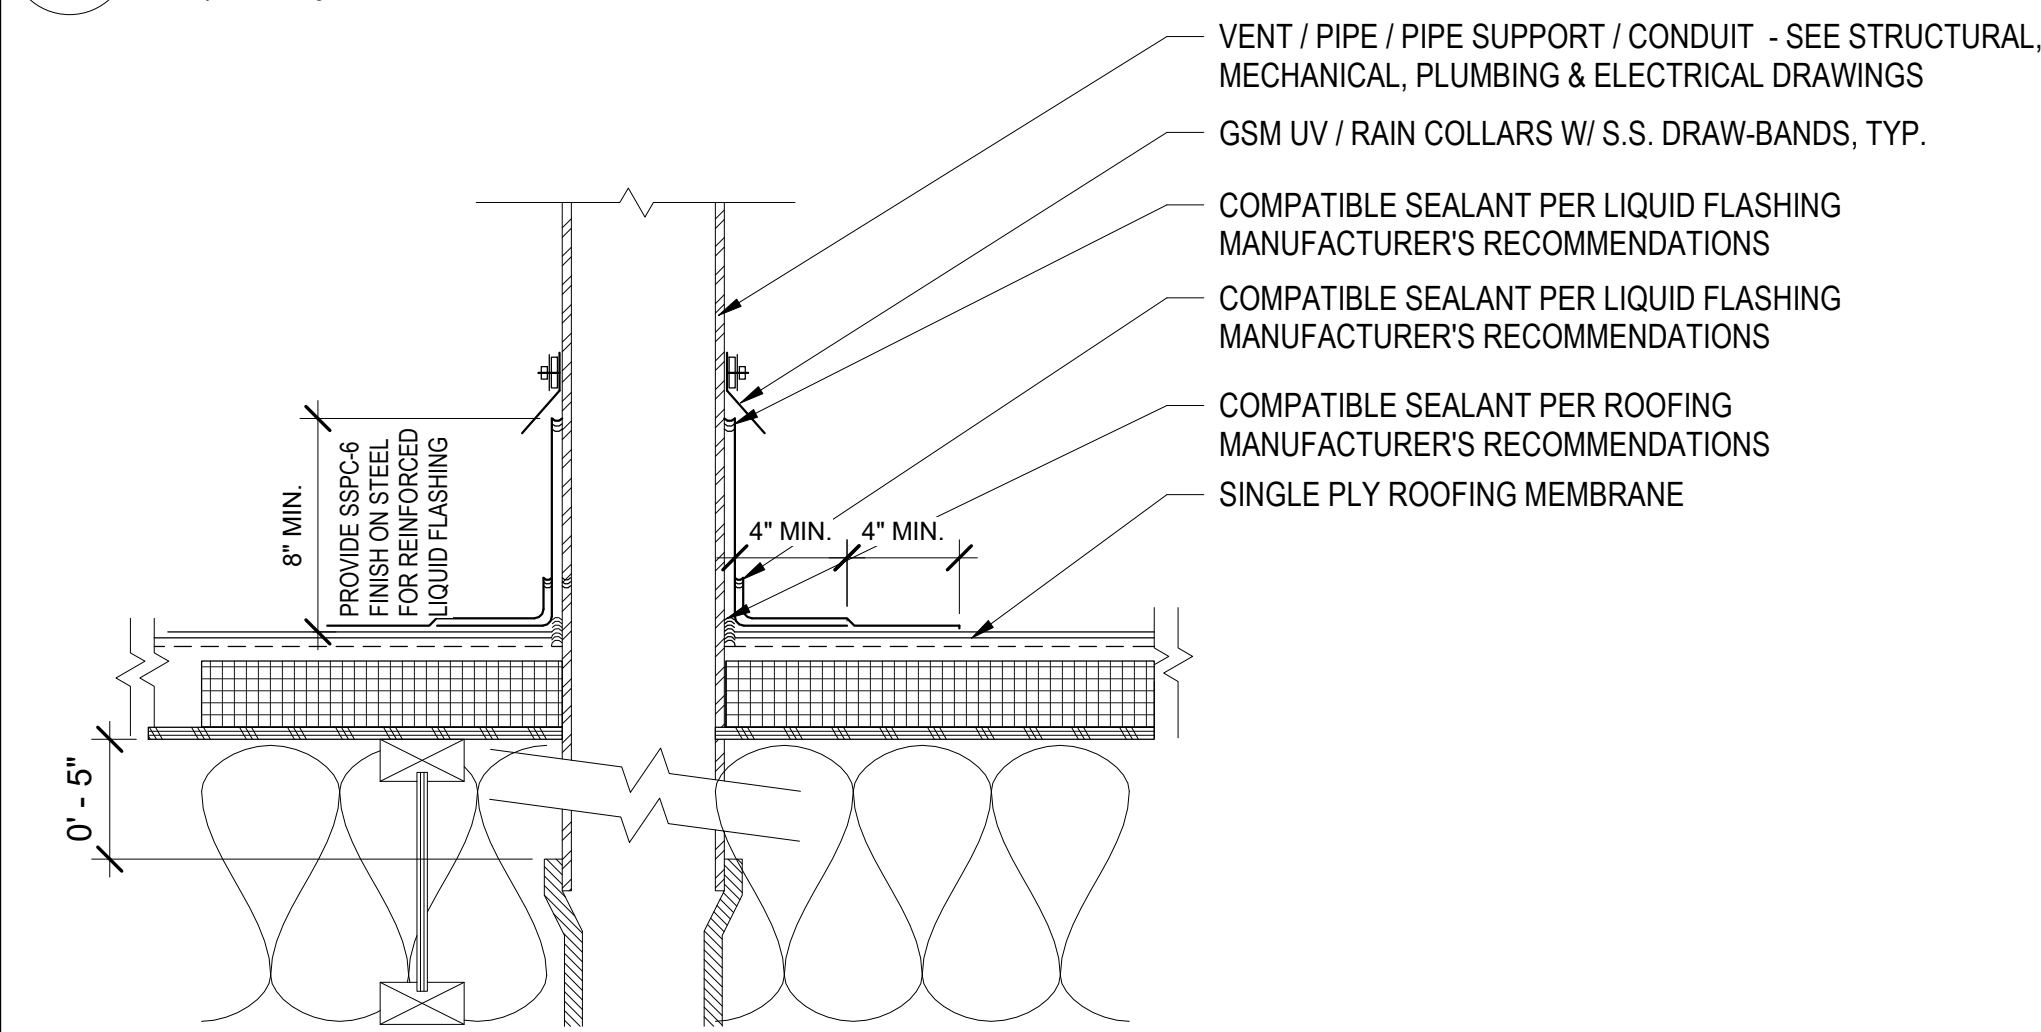 VENT / PIPE / PIPE SUPPORT / CONDUIT - SEE STRUCTURAL,
MECHANICAL, PLUMBING & ELECTRICAL DRAWINGS
GSM UV / RAIN COLLARS W/ S.S. DRAW-BANDS, TYP.
COMPATIBLE SEALANT PER LIQUID FLASHING
MANUFACTURER'S RECOMMENDATIONS
COMPATIBLE SEALANT PER LIQUID FLASHING
MANUFACTURER'S RECOMMENDATIONS
COMPATIBLE SEALANT PER ROOFING
MANUFACTURER'S RECOMMENDATIONS
SINGLE PLY ROOFING MEMBRANE
8" MIN.
PROVIDE SSPC-6
FINISH ON STEEL
FOR REINFORCED
LIQUID FLASHING
4" MIN.
4" MIN.
0' - 5"